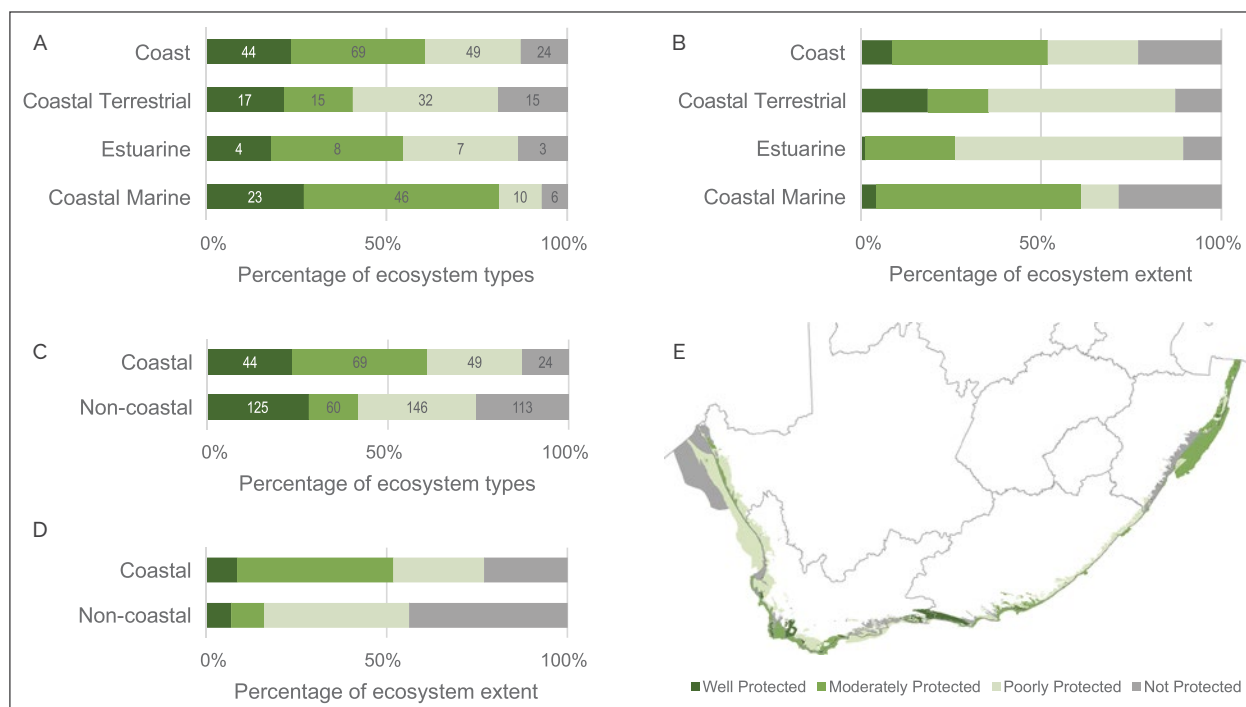 A
Coast
44 69 49 24
Coastal Terrestrial
17 15 32 15
Estuarine
4 8 7 3
Coastal Marine
23 46 10 6
0% 50% 100%
Percentage of ecosystem types
B
Coast
Coastal Terrestrial
Estuarine
Coastal Marine
0% 50% 100%
Percentage of ecosystem extent
C
Coastal
44 69 49 24
Non-coastal
125 60 146 113
0% 50% 100%
Percentage of ecosystem types
D
Coastal
Non-coastal
0% 50% 100%
Percentage of ecosystem extent
E
Well Protected Moderately Protected Poorly Protected Not Protected